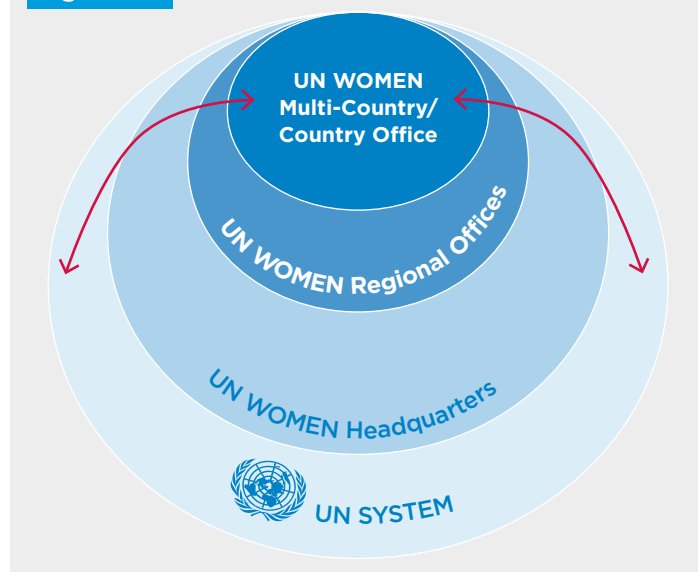 UN WOMEN
Multi-Country/
Country Office
UN WOMEN Regional Offices
UN WOMEN Headquarters
UN SYSTEM